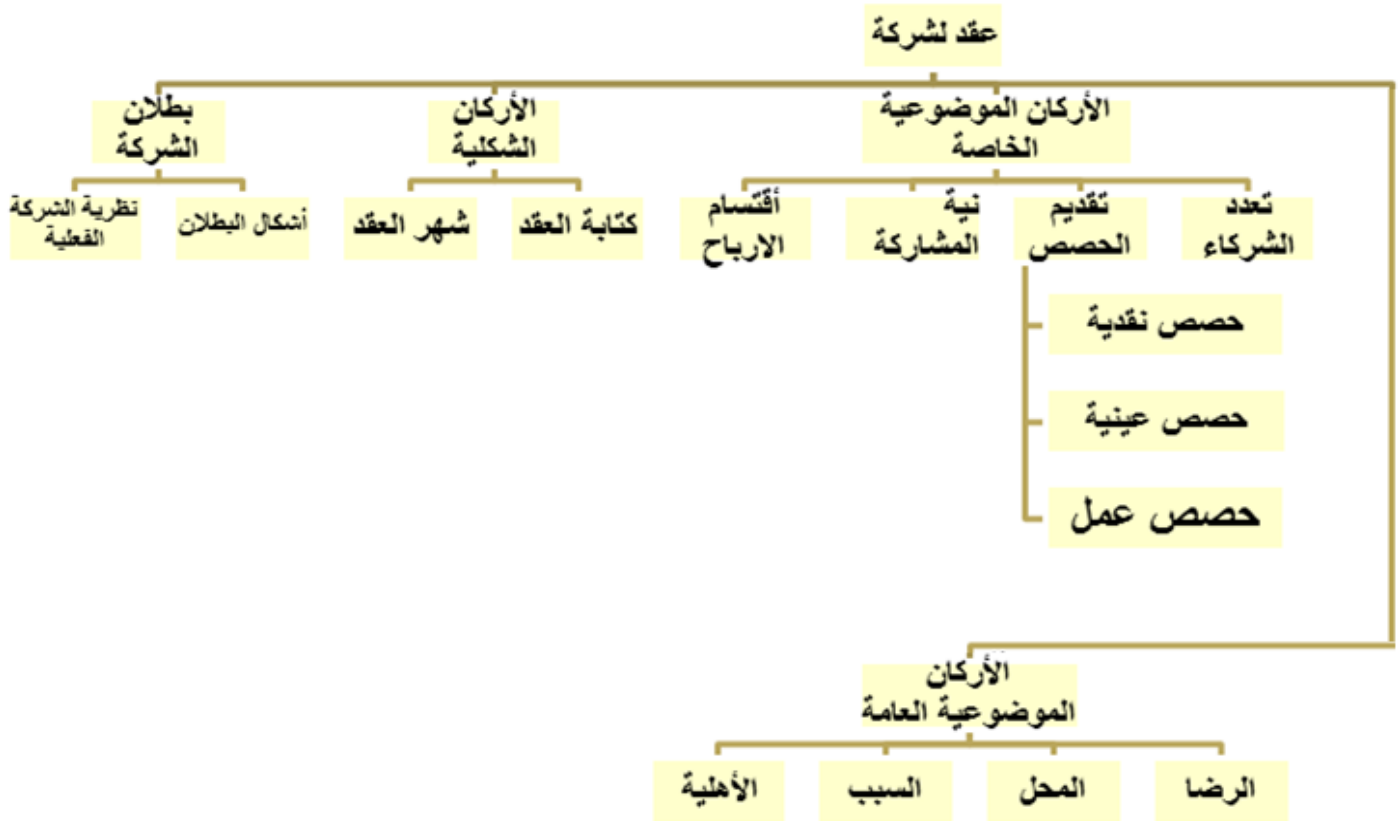 عقد لشركة
الأركان الموضوعية
الخاصة
الأركان
الشكلية
بطلان
الشركة
تعدد
الشركاء
تقديم
الحصص
نية
المشاركة
أقتسام
الارباح
كتابة العقد
شهر العقد
أشكال البطلان
نظرية الشركة
الفعلية
حصص نقدية
حصص عينية
حصص عمل
الأركان
الموضوعية العامة
الرضا
المحل
السبب
الأهلية